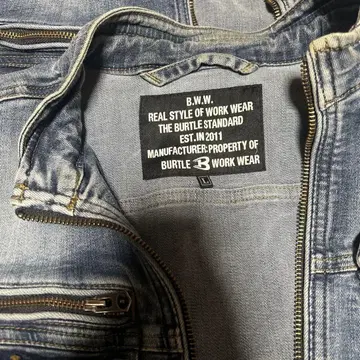 B.W.W.
REAL STYLE OF WORK WEAR
THE BURTLE STANDARD
EST.IN 2011
MANUFACTURER:PROPERTY OF
BURTLE B WORK WEAR
L